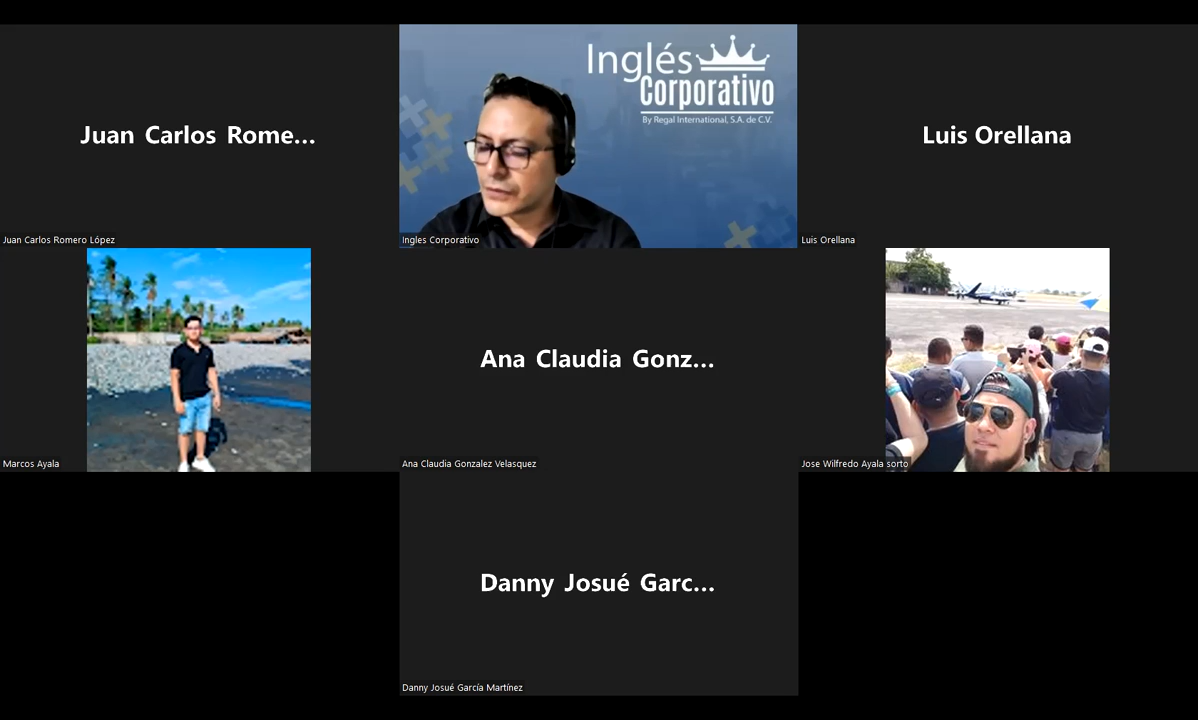 Juan Carlos Rome...
Juan Carlos Romero López
Inglés
Corporativo
By Regal International, S.A. de C.V.
Ingles Corporativo
Luis Orellana
Luis Orellana
Marcos Ayala
Ana Claudia Gonz...
Ana Claudia Gonzalez Velasquez
Jose Wilfredo Ayala sorto
Danny Josué Garc...
Danny Josué García Martínez